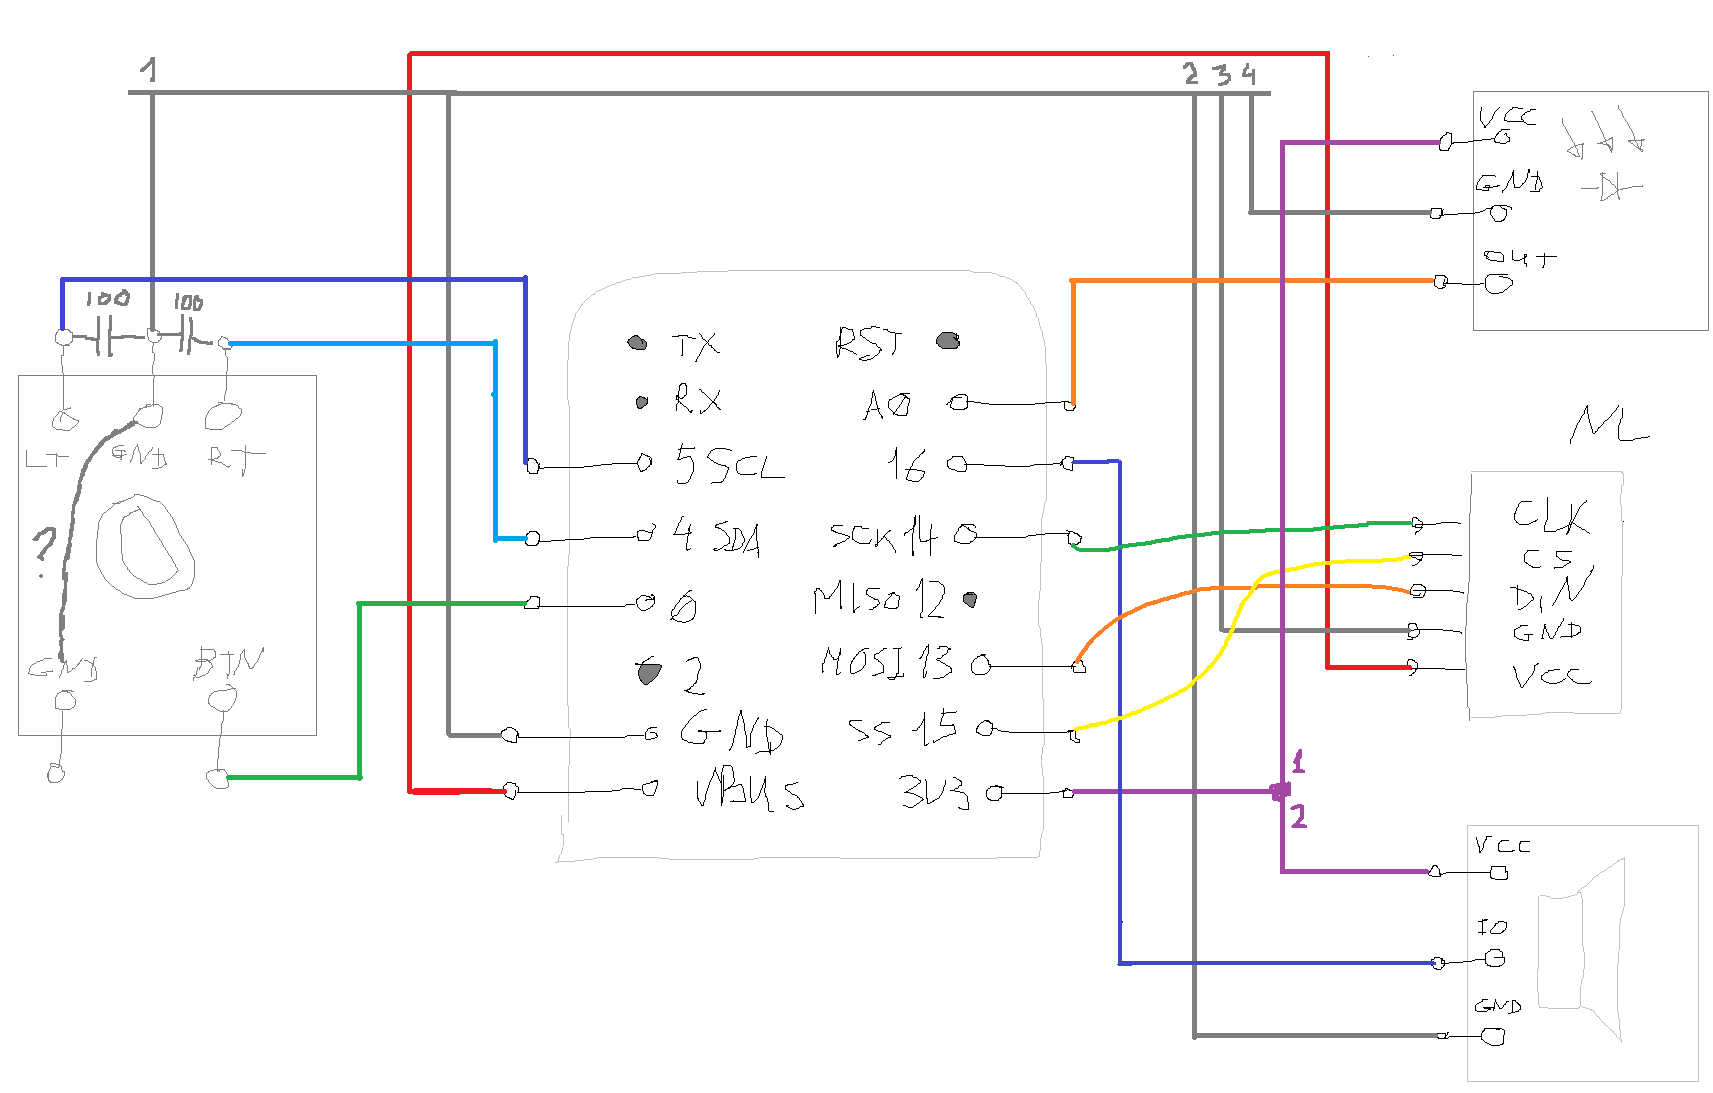 1
2 3 4
VCC
GND
OUT
100 100
LT GND RT
?
GND BTN
TX RST
RX A0
5 SCL 16
4 SDA SCK 14
0 MISO 12
2 MOSI 13
GND SS 15
VBUS 3V3
CLK
CS
DIN
GND
VCC
1
2
VCC
IO
GND